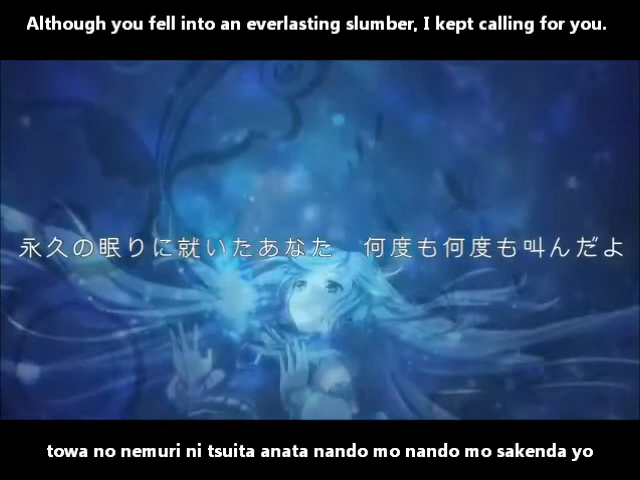 Although you fell into an everlasting slumber, I kept calling for you.
永久の眠りに就いたあなた　何度も何度も叫んだよ
towa no nemuri ni tsuita anata nando mo nando mo sakenda yo